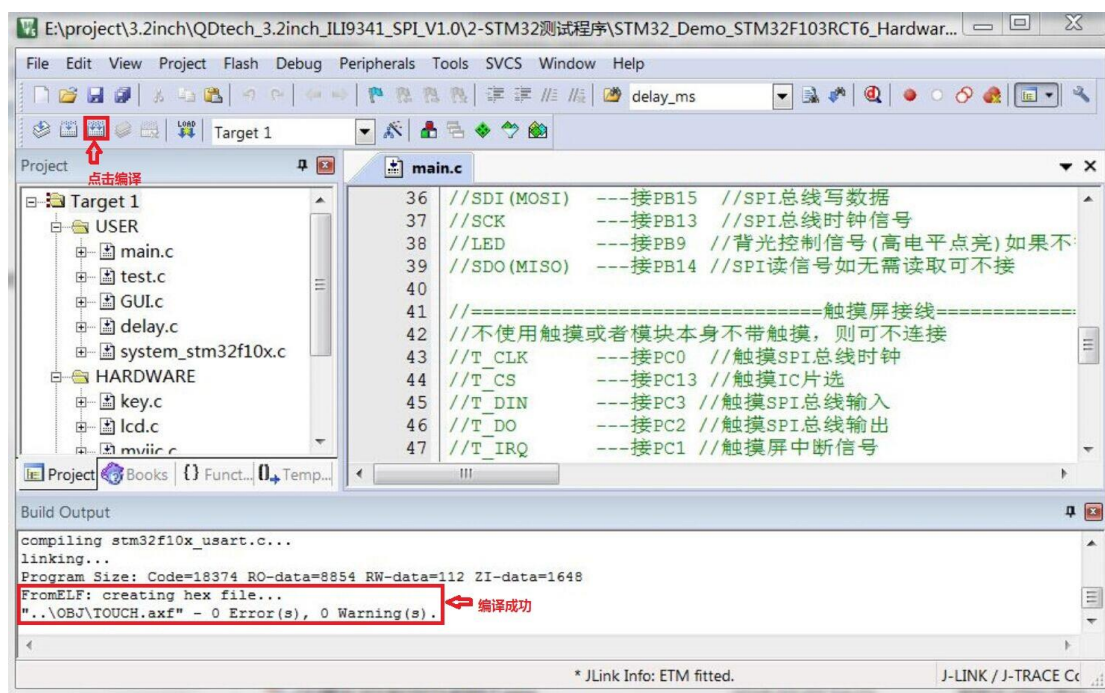 E:\project\3.2inch\QDtech_3.2inch_ILI9341_SPI_V1.0\2-STM32测试程序\STM32_Demo_STM32F103RCT6_Hardwar...
File Edit View Project Flash Debug Peripherals Tools SVCS Window Help
delay_ms
LOAD Target 1
点击编译
Project
main.c
Target 1
USER
main.c
test.c
GUI.c
delay.c
system_stm32f10x.c
HARDWARE
key.c
lcd.c
myiic.c
36 //SDI(MOSI) ---接PB15 //SPI总线写数据
37 //SCK ---接PB13 //SPI总线时钟信号
38 //LED ---接PB9 //背光控制信号(高电平点亮)如果不
39 //SDO(MISO) ---接PB14 //SPI读信号如无需读取可不接
40
41 //===============================触摸屏接线=============
42 //不使用触摸或者模块本身不带触摸，则可不连接
43 //T_CLK ---接PC0 //触摸SPI总线时钟
44 //T_CS ---接PC13 //触摸IC片选
45 //T_DIN ---接PC3 //触摸SPI总线输入
46 //T_DO ---接PC2 //触摸SPI总线输出
47 //T_IRQ ---接PC1 //触摸屏中断信号
Project Books {} Funct... Temp...
Build Output
compiling stm32f10x_usart.c...
linking...
Program Size: Code=18374 RO-data=8854 RW-data=112 ZI-data=1648
FromELF: creating hex file...
"..\OBJ\TOUCH.axf" - 0 Error(s), 0 Warning(s).
编译成功
* JLink Info: ETM fitted. J-LINK / J-TRACE